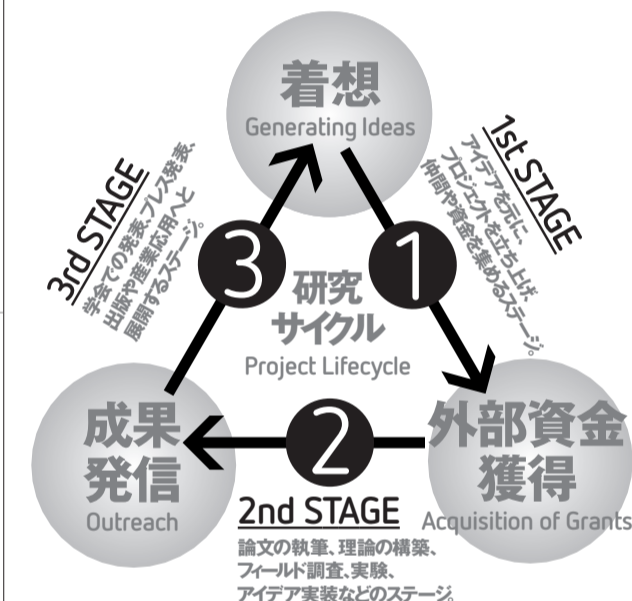 着想
Generating Ideas
1st STAGE
アイデアを元に、
プロジェクトを立ち上げ、
仲間や資金を集めるステージ。
3rd STAGE
学会での発表、プレス発表、
出版や産業応用へと
展開するステージ。
3
1
研究
サイクル
Project Lifecycle
成果
発信
Outreach
2
外部資金
獲得
Acquisition of Grants
2nd STAGE
論文の執筆、理論の構築、
フィールド調査、実験、
アイデア実装などのステージ。